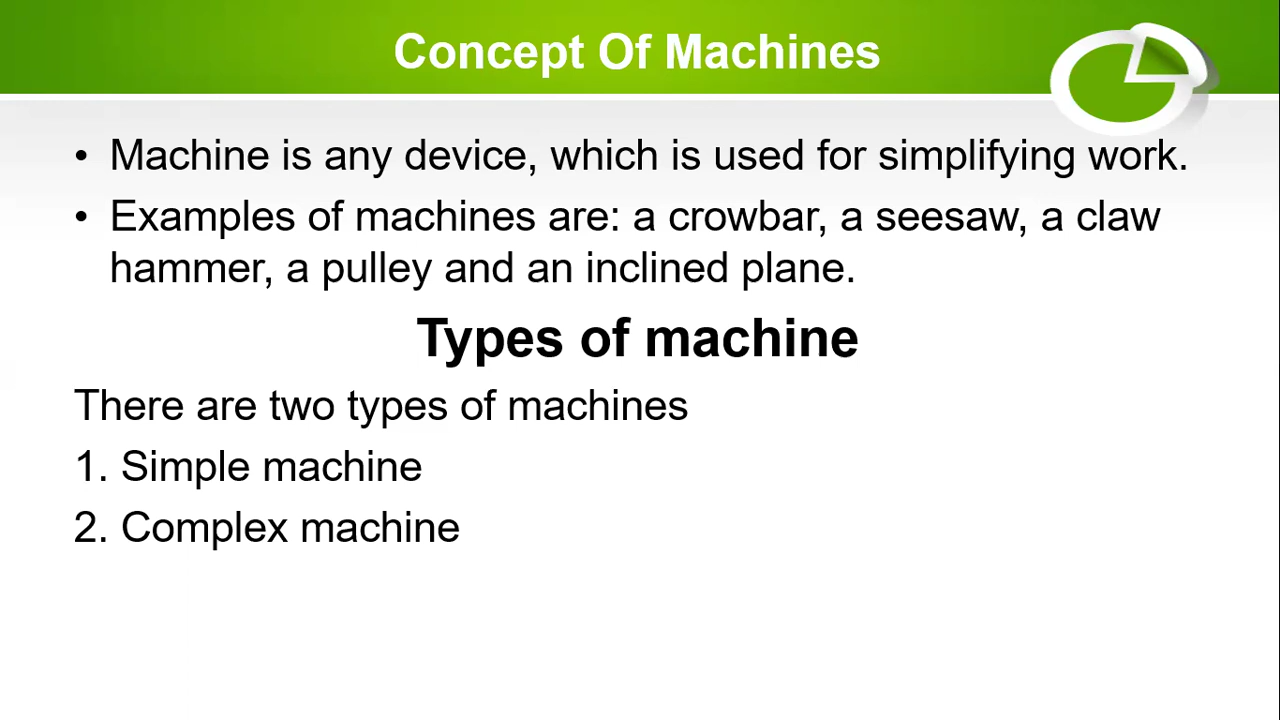 Concept Of Machines
• Machine is any device, which is used for simplifying work.
• Examples of machines are: a crowbar, a seesaw, a claw
hammer, a pulley and an inclined plane.
Types of machine
There are two types of machines
1. Simple machine
2. Complex machine